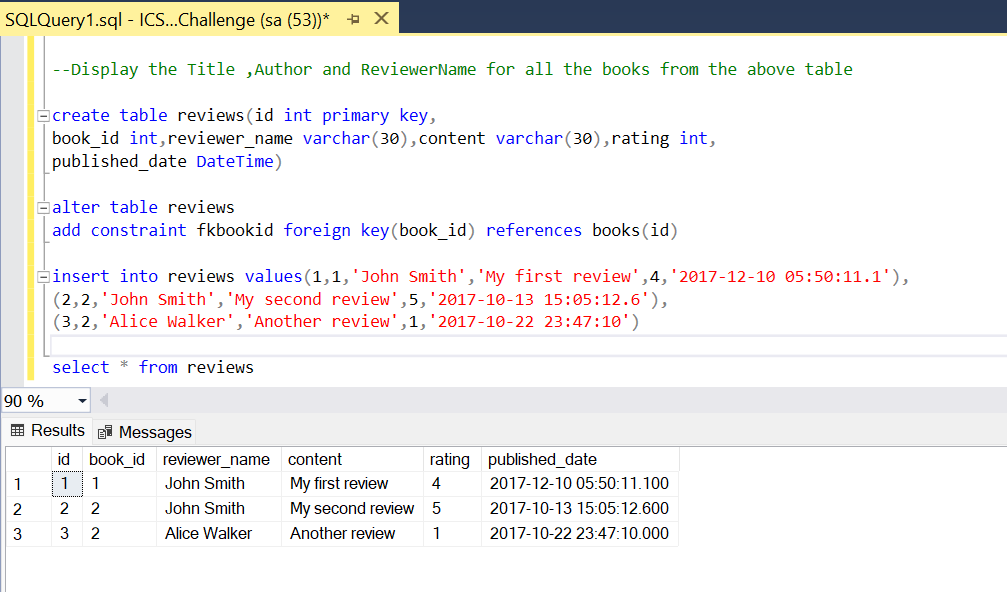 SQLQuery1.sql - ICS...Challenge (sa (53))*
--Display the Title ,Author and ReviewerName for all the books from the above table
create table reviews(id int primary key,
book_id int,reviewer_name varchar(30),content varchar(30),rating int,
published_date DateTime)
alter table reviews
add constraint fkbookid foreign key(book_id) references books(id)
insert into reviews values(1,1,'John Smith','My first review',4,'2017-12-10 05:50:11.1'),
(2,2,'John Smith','My second review',5,'2017-10-13 15:05:12.6'),
(3,2,'Alice Walker','Another review',1,'2017-10-22 23:47:10')
select * from reviews
90 %
Results Messages
id book_id reviewer_name content rating published_date
1 1 1 John Smith My first review 4 2017-12-10 05:50:11.100
2 2 2 John Smith My second review 5 2017-10-13 15:05:12.600
3 3 2 Alice Walker Another review 1 2017-10-22 23:47:10.000